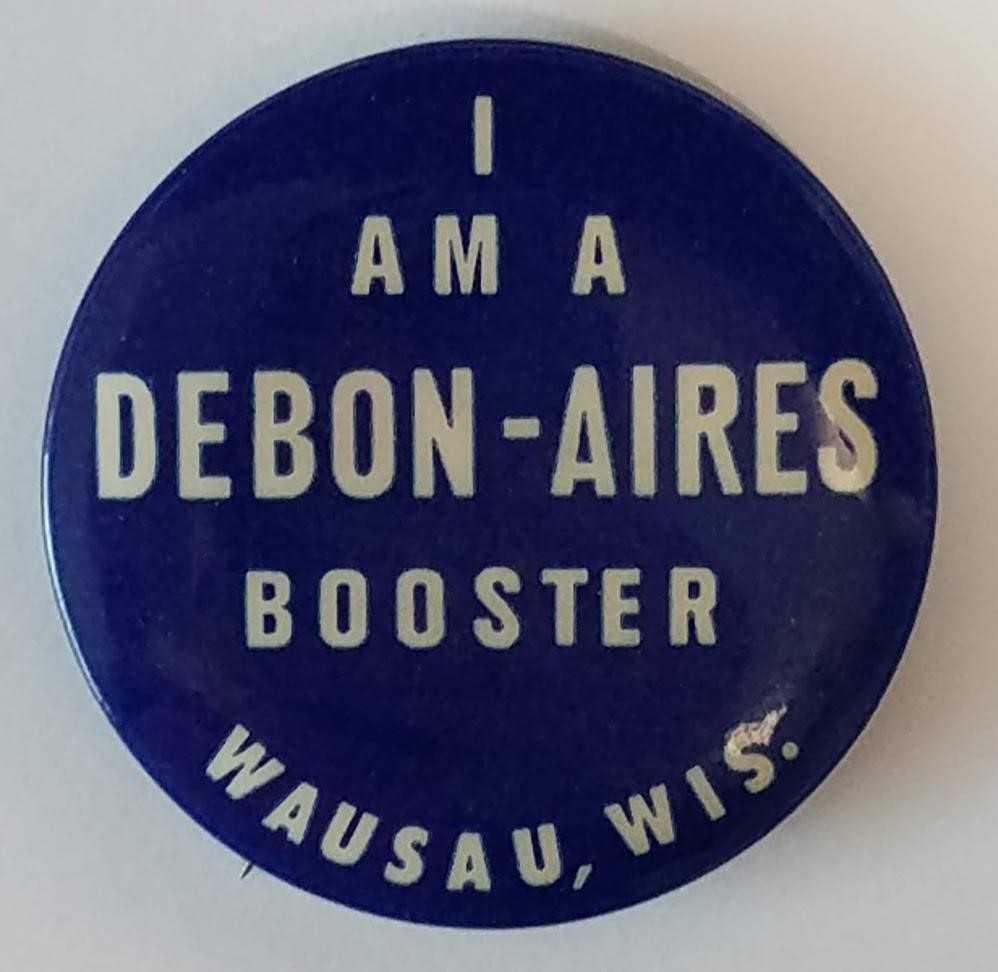 I
AM A
DEBON-AIRES
BOOSTER
WAUSAU, WIS.